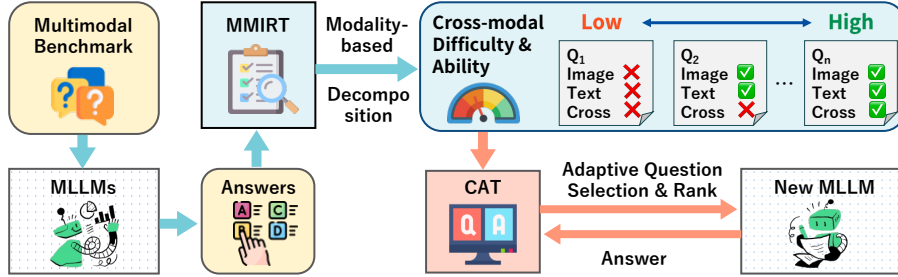 Multimodal
Benchmark
MMIRT
Modality-
based
Decompo
sition
Cross-modal
Difficulty &
Ability
Low
High
Q1
Image
Text
Cross
Q2
Image
Text
Cross
...
Qn
Image
Text
Cross
MLLMs
Answers
A
C
B
D
CAT
Q A
Adaptive Question
Selection & Rank
Answer
New MLLM